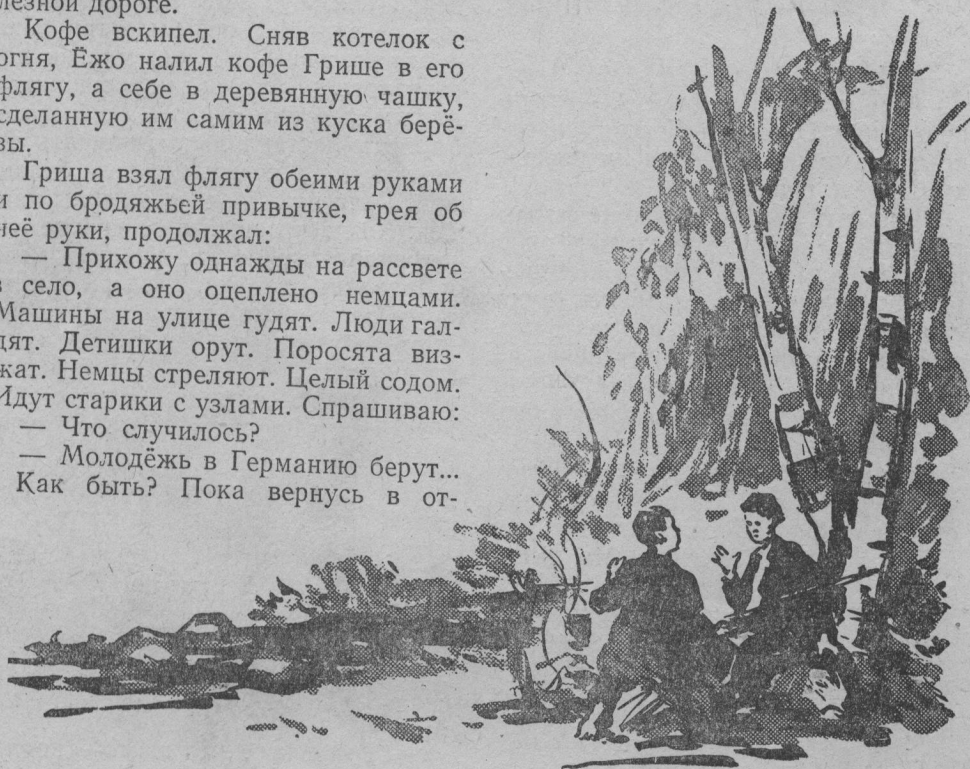 лезной дороге.
Кофе вскипел. Сняв котелок с
огня, Ёжо налил кофе Грише в его
флягу, а себе в деревянную чашку,
сделанную им самим из куска берё-
зы.
Гриша взял флягу обеими руками
и по бродяжьей привычке, грея об
неё руки, продолжал:
— Прихожу однажды на рассвете
в село, а оно оцеплено немцами.
Машины на улице гудят. Люди гал-
дят. Детишки орут. Поросята виз-
жат. Немцы стреляют. Целый содом.
Идут старики с узлами. Спрашиваю:
— Что случилось?
— Молодёжь в Германию берут...
Как быть? Пока вернусь в от-